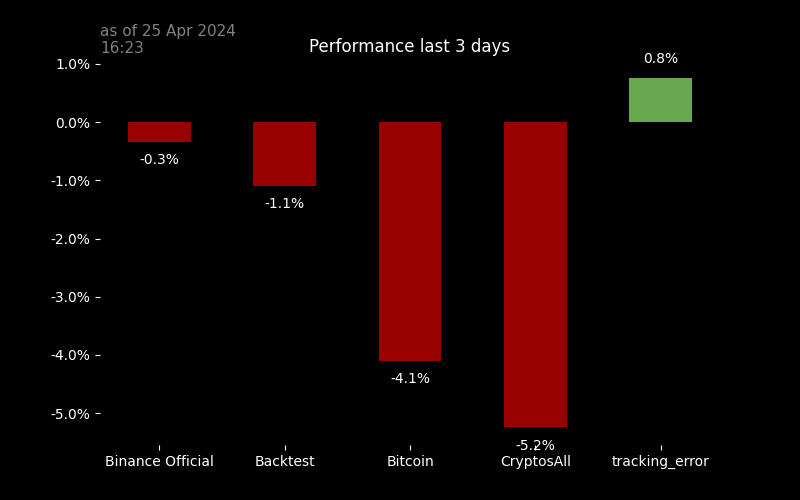 as of 25 Apr 2024
16:23
Performance last 3 days
1.0%
0.8%
0.0%
-0.3%
-1.0%
-1.1%
-2.0%
-3.0%
-4.0%
-4.1%
-5.0%
-5.2%
Binance Official
Backtest
Bitcoin
CryptosAll
tracking_error